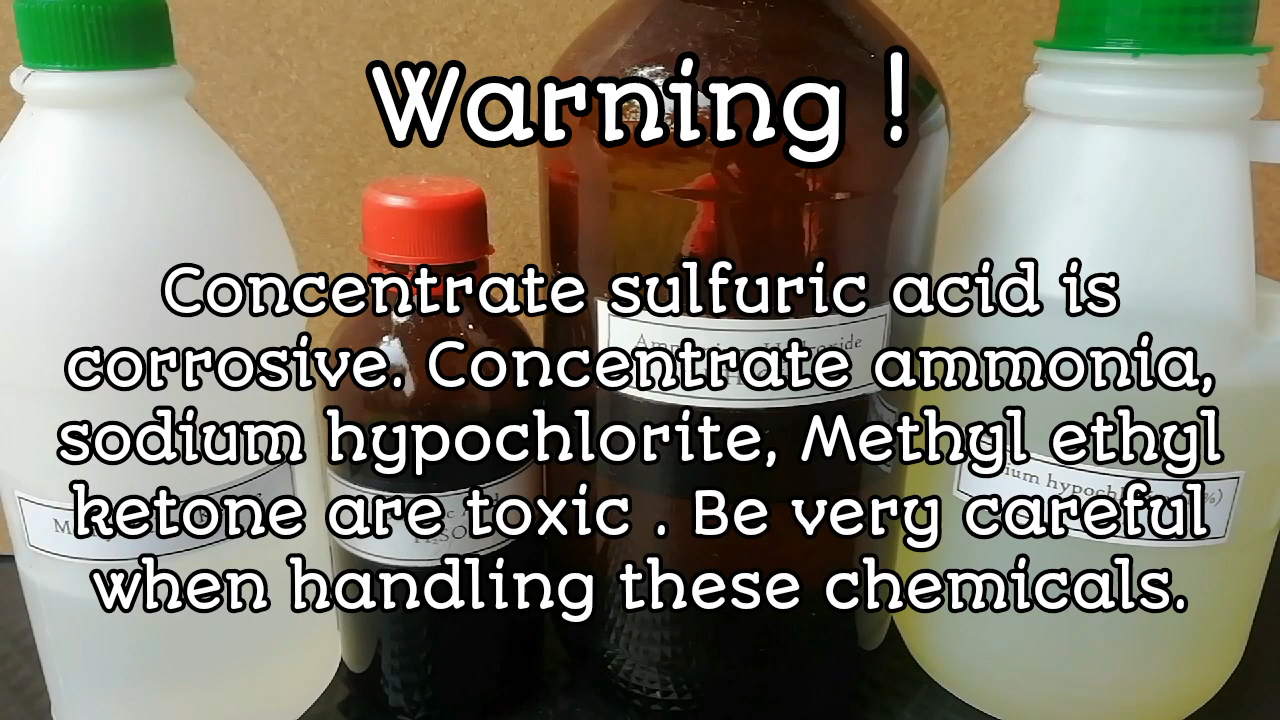 Warning !
Concentrate sulfuric acid is
corrosive. Concentrate ammonia,
sodium hypochlorite, Methyl ethyl
ketone are toxic . Be very careful
when handling these chemicals.